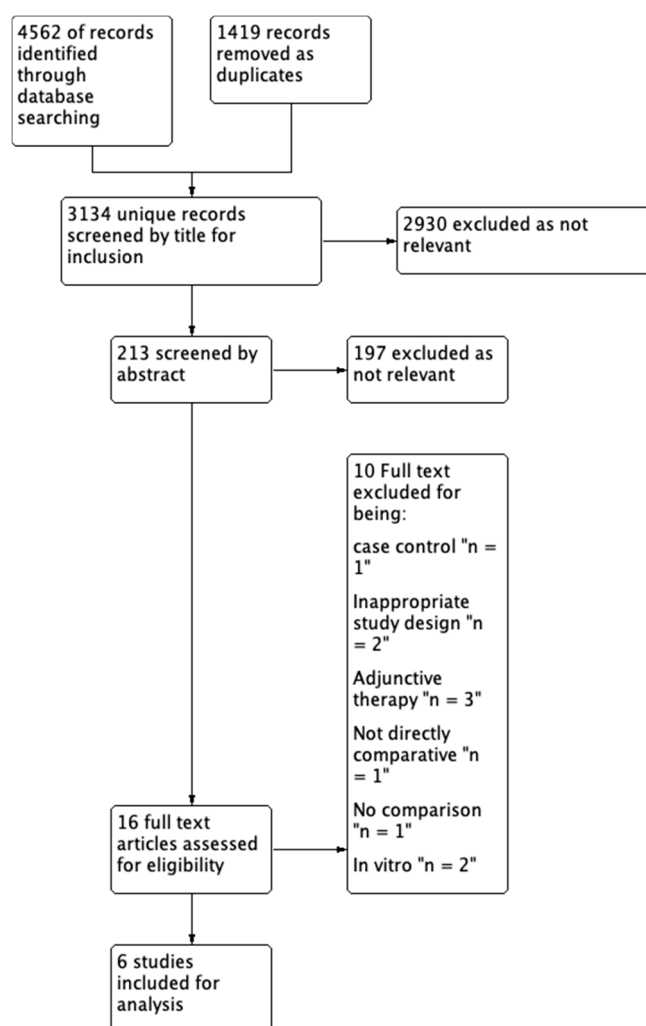 4562 of records
identified
through
database
searching
1419 records
removed as
duplicates
3134 unique records
screened by title for
inclusion
2930 excluded as not
relevant
213 screened by
abstract
197 excluded as
not relevant
10 Full text
excluded for
being:
case control "n =
1"
Inappropriate
study design "n
= 2"
Adjunctive
therapy "n = 3"
Not directly
comparative "n
= 1"
No comparison
"n = 1"
In vitro "n = 2"
16 full text
articles assessed
for eligibility
6 studies
included for
analysis